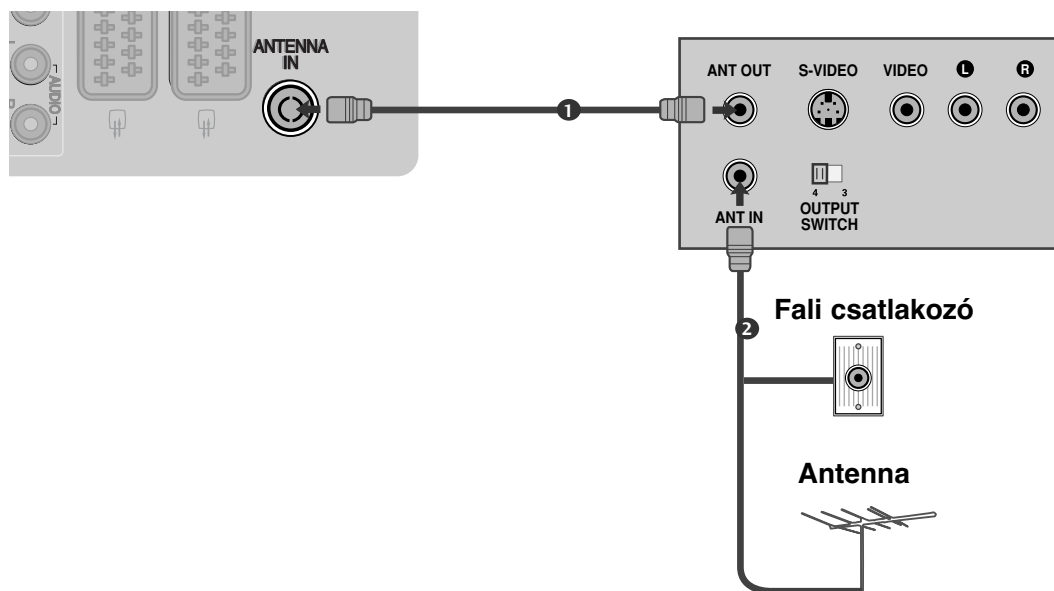 ANTENNA
IN
AUDIO
R
1
ANT OUT
S-VIDEO
VIDEO
L
R
4
3
OUTPUT
SWITCH
ANT IN
2
Fali csatlakozó
Antenna